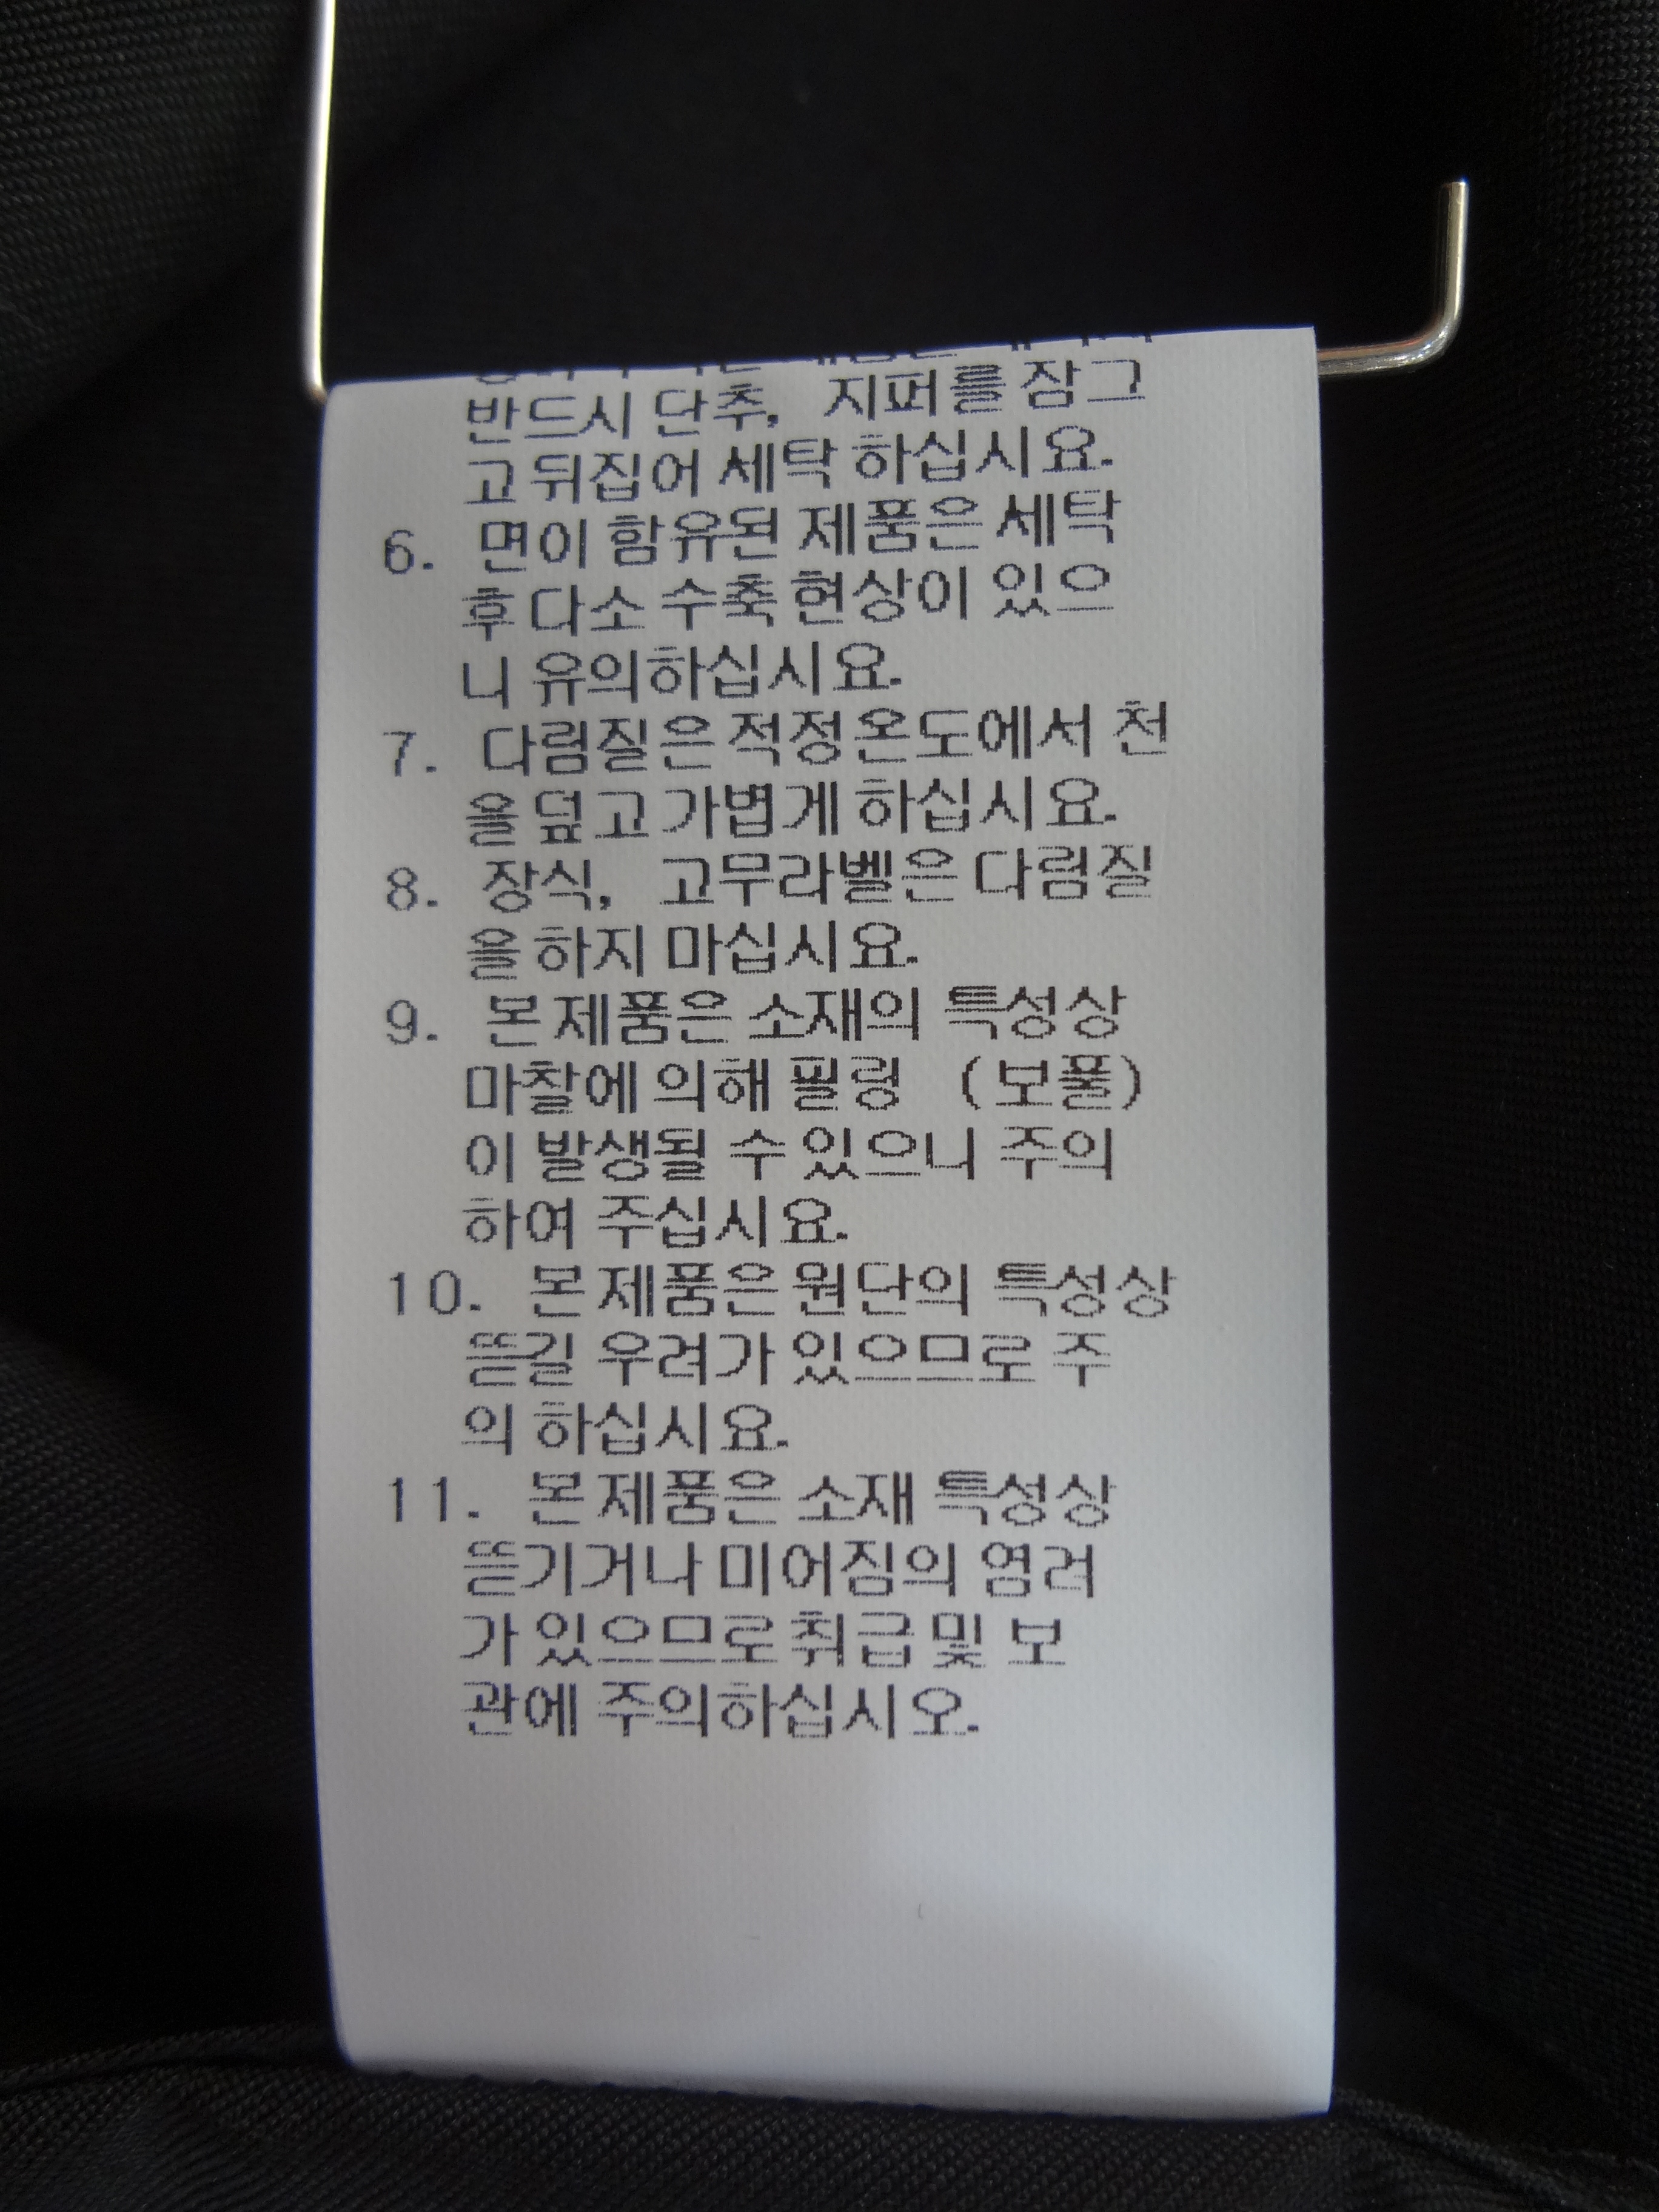 반드시 단추, 지퍼를 잠그
고 뒤집어 세탁 하십시요.
6. 면이 함유된 제품은 세탁
후 다소 수축 현상이 있으
니 유의하십시요.
7. 다림질은 적정온도에서 천
을 덮고 가볍게 하십시요.
8. 장식, 고무라벨은 다림질
을 하지 마십시요.
9. 본 제품은 소재의 특성상
마찰에 의해 필링 (보풀)
이 발생될 수 있으니 주의
하여 주십시요.
10. 본 제품은 원단의 특성상
뜯길 우려가 있으므로 주
의 하십시요.
11. 본 제품은 소재 특성상
뜯기거나 미어짐의 염려
가 있으므로 취급 및 보
관에 주의하십시오.